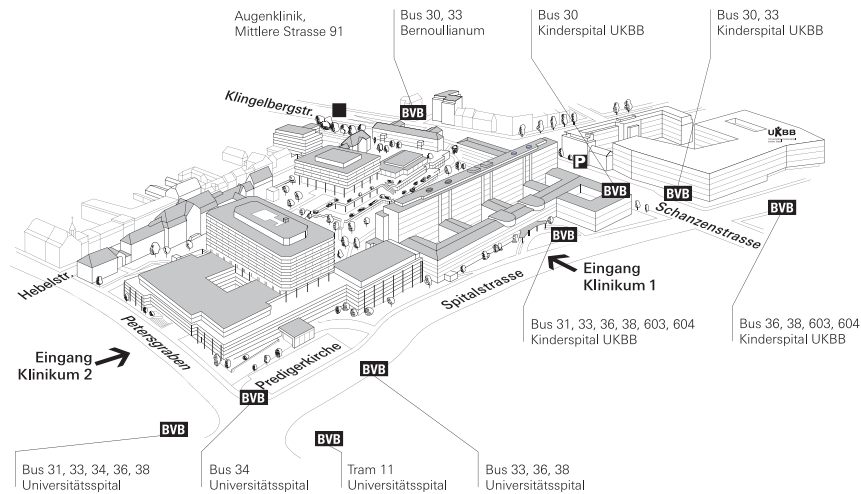 Augenklinik,
Mittlere Strasse 91
Bus 30, 33
Bernoullianum
Bus 30
Kinderspital UKBB
Bus 30, 33
Kinderspital UKBB
Klingelbergstr.
BVB
UKBB
P
BVB
BVB
BVB
Schanzenstrasse
BVB
Eingang
Klinikum 1
Spitalstrasse
Hebelstr.
Petersgraben
Predigerkirche
Eingang
Klinikum 2
Bus 31, 33, 36, 38, 603, 604
Kinderspital UKBB
Bus 36, 38, 603, 604
Kinderspital UKBB
BVB
BVB
BVB
BVB
Bus 31, 33, 34, 36, 38
Universitätsspital
Bus 34
Universitätsspital
Tram 11
Universitätsspital
Bus 33, 36, 38
Universitätsspital